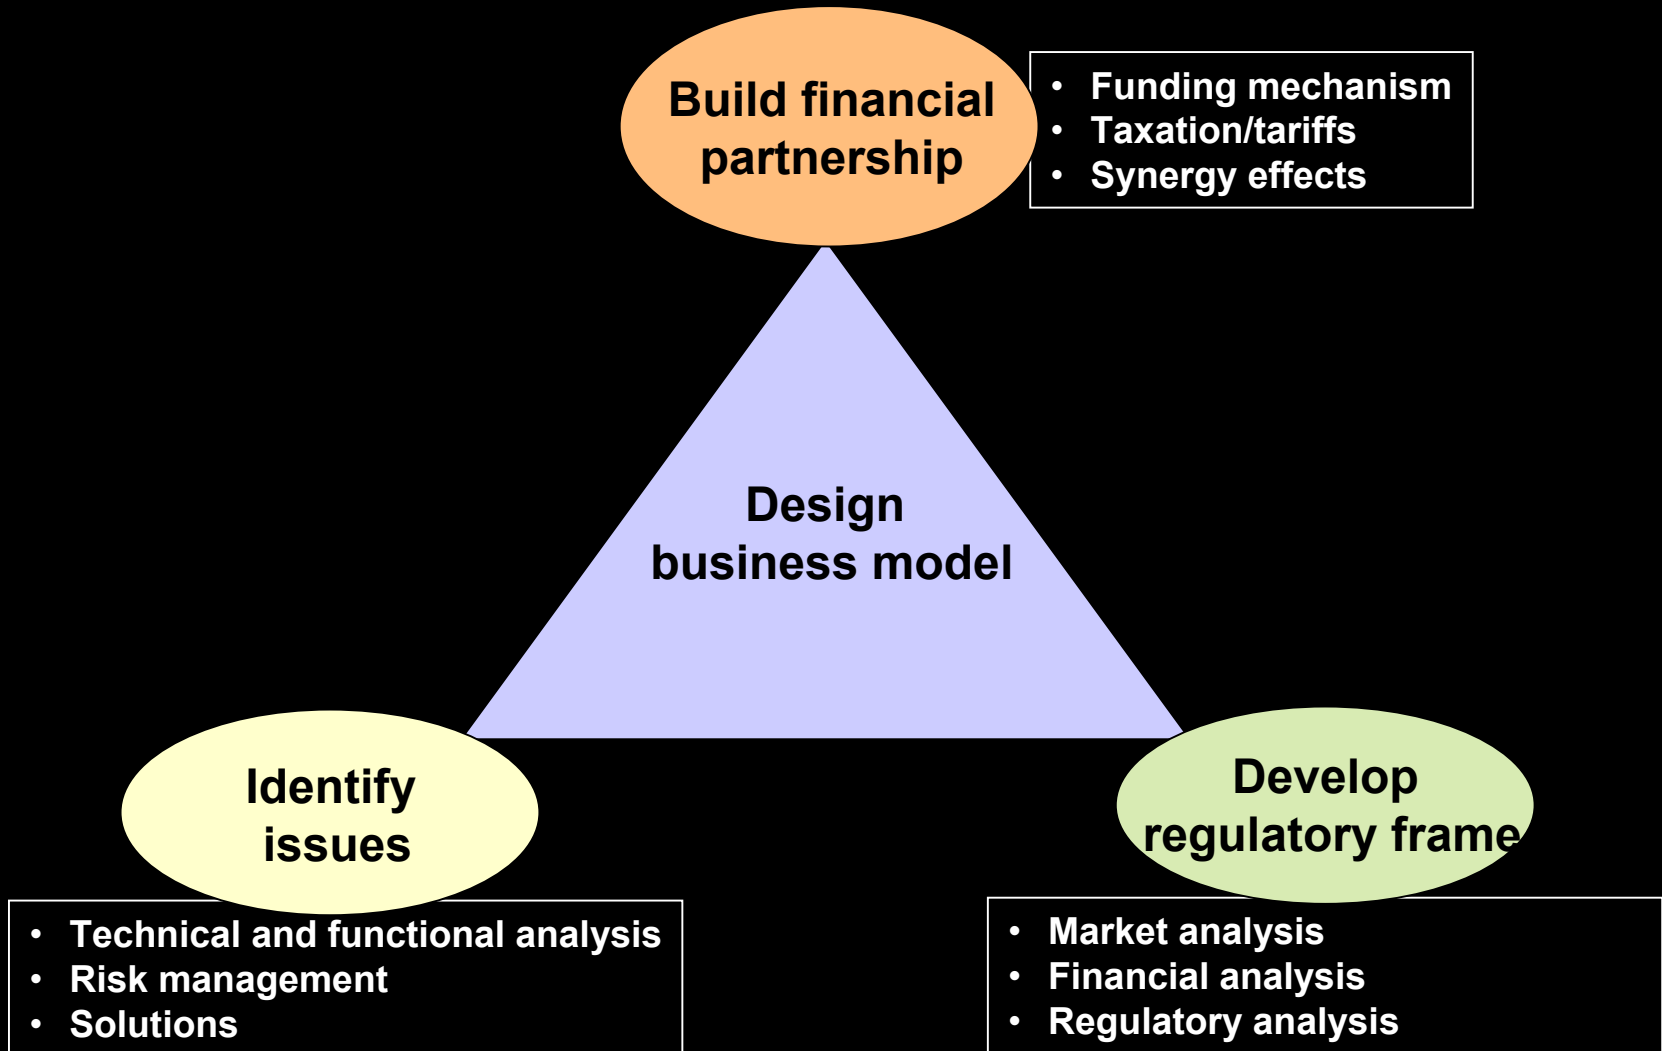 Build financial
partnership
• Funding mechanism
• Taxation/tariffs
• Synergy effects
Design
business model
Identify
issues
• Technical and functional analysis
• Risk management
• Solutions
Develop
regulatory frame
• Market analysis
• Financial analysis
• Regulatory analysis